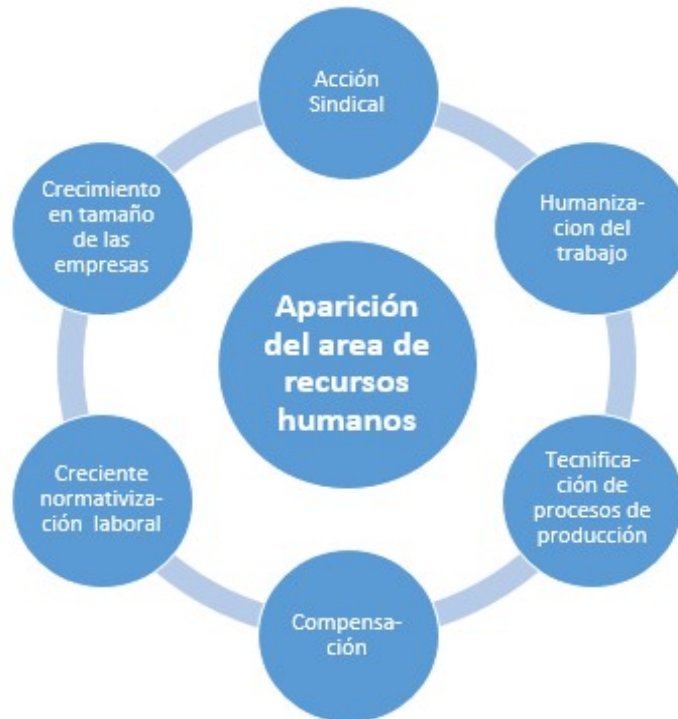 Acción
Sindical
Humaniza-
cion del
trabajo
Tecnifica-
ción de
procesos de
producción
Compensa-
ción
Creciente
normativiza-
ción laboral
Crecimiento
en tamaño
de las
empresas
Aparición
del area de
recursos
humanos